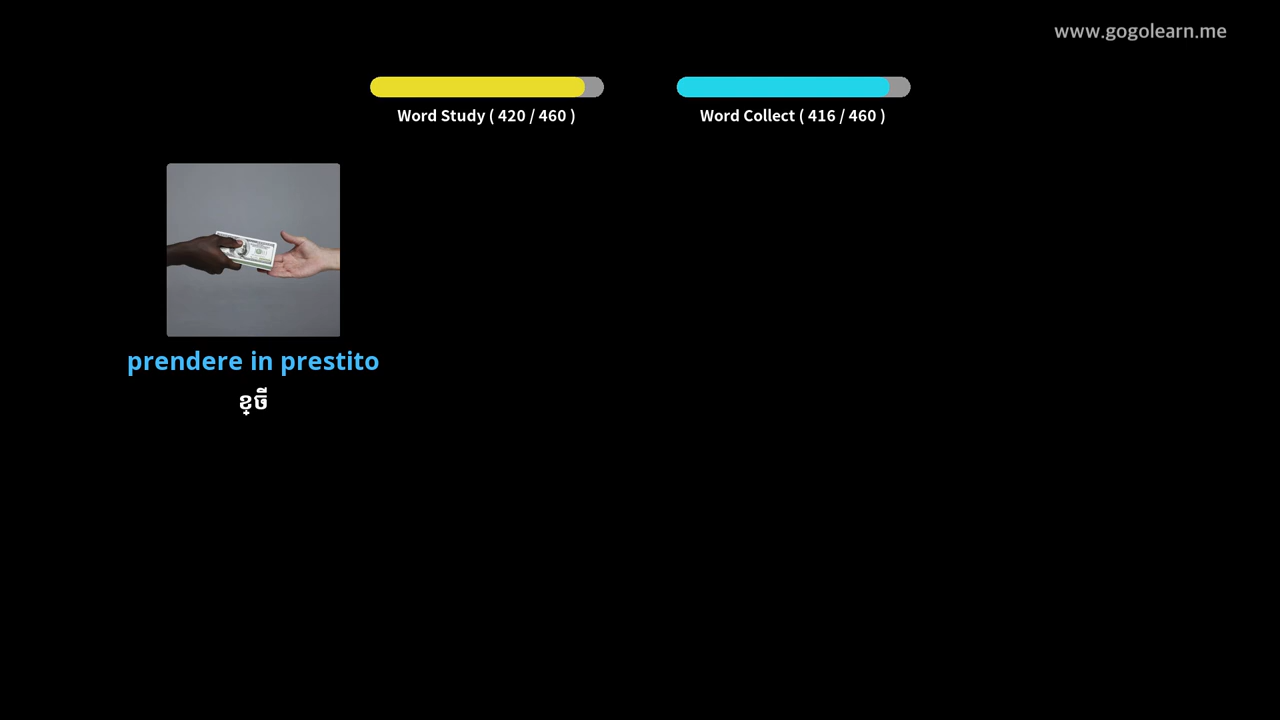 www.gogolearn.me
Word Study ( 420 / 460 )
Word Collect ( 416 / 460 )
prendere in prestito
ខ្ចី